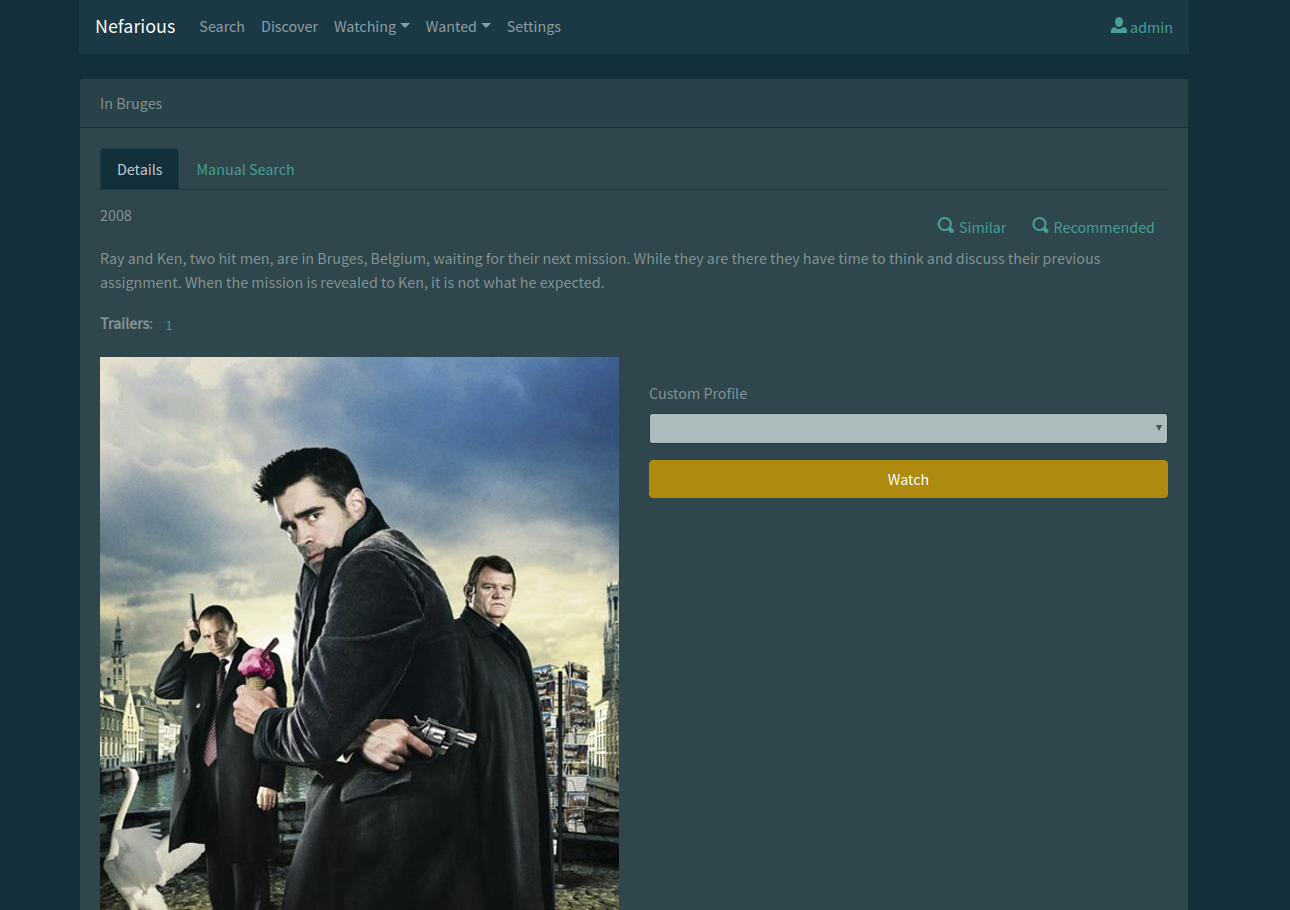 Nefarious Search Discover Watching Wanted Settings admin
In Bruges
Details Manual Search
2008
Similar Recommended
Ray and Ken, two hit men, are in Bruges, Belgium, waiting for their next mission. While they are there they have time to think and discuss their previous
assignment. When the mission is revealed to Ken, it is not what he expected.
Trailers: 1
Custom Profile
Watch